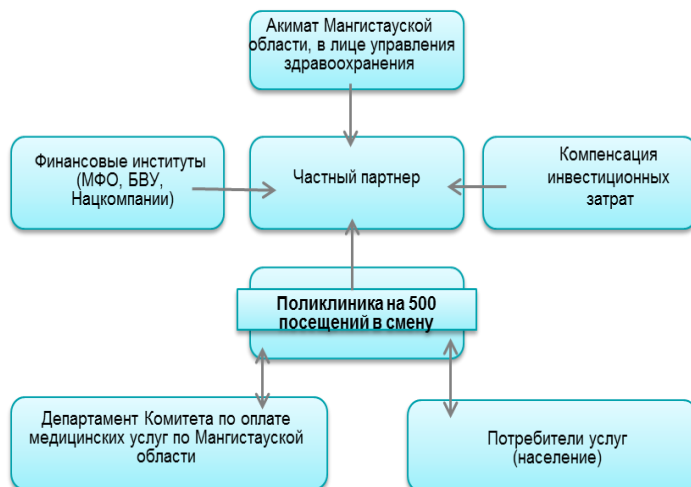 Акимат Мангистауской
области, в лице управления
здравоохранения
Финансовые институты
(МФО, БВУ,
Нацкомпании)
Частный партнер
Компенсация
инвестиционных
затрат
Поликлиника на 500
посещений в смену
Департамент Комитета по оплате
медицинских услуг по Мангистауской
области
Потребители услуг
(население)